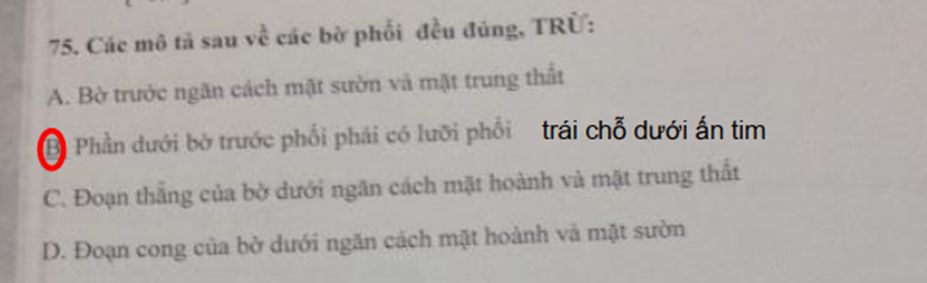 75. Các mô tả sau về các bờ phổi đều đúng, TRỪ:
A. Bờ trước ngăn cách mặt sườn và mặt trung thất
B. Phần dưới bờ trước phổi phải có lưỡi phổi trái chỗ dưới ấn tim
C. Đoạn thẳng của bờ dưới ngăn cách mặt hoành và mặt trung thất
D. Đoạn cong của bờ dưới ngăn cách mặt hoành và mặt sườn